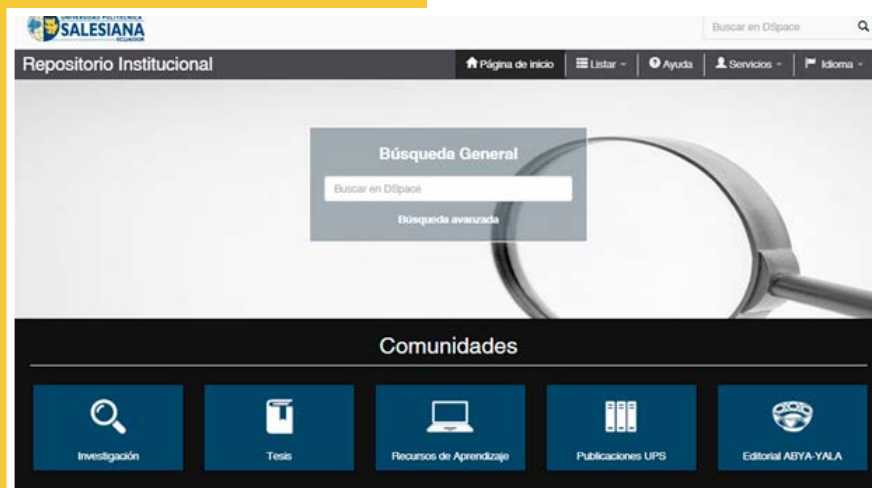 UNIVERSIDAD POLITÉCNICA
SALESIANA
ECUADOR
Buscar en DSpace
Repositorio Institucional
Página de inicio
Listar
Ayuda
Servicios
Idioma
Búsqueda General
Buscar en DSpace
Búsqueda avanzada
Comunidades
Investigación
Tesis
Recursos de Aprendizaje
Publicaciones UPS
Editorial ABYA-YALA